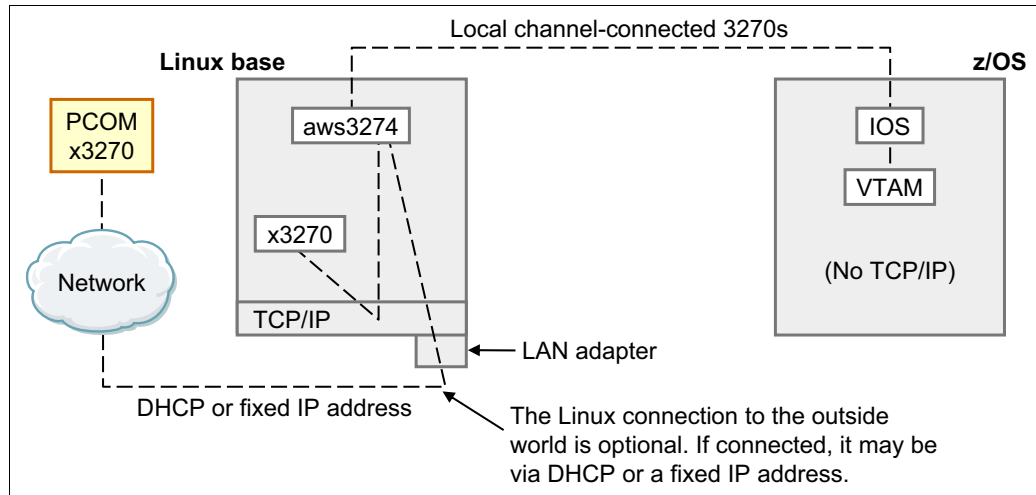 Local channel-connected 3270s
Linux base
z/OS
PCOM
x3270
aws3274
IOS
VTAM
x3270
Network
(No TCP/IP)
TCP/IP
LAN adapter
DHCP or fixed IP address
The Linux connection to the outside
world is optional. If connected, it may be
via DHCP or a fixed IP address.